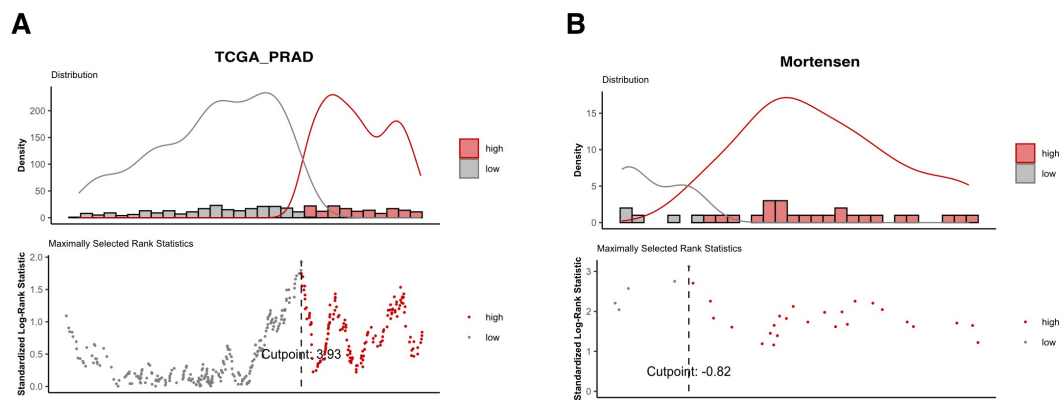 A
TCGA_PRAD
Distribution
Density
200
150
100
50
0
high
low
Maximally Selected Rank Statistics
Standardized Log-Rank Statistic
2.0
1.5
1.0
0.5
0.0
Cutpoint: 3.93
high
low
B
Mortensen
Distribution
Density
15
10
5
0
high
low
Maximally Selected Rank Statistics
Standardized Log-Rank Statistic
3
2
1
0
Cutpoint: -0.82
high
low